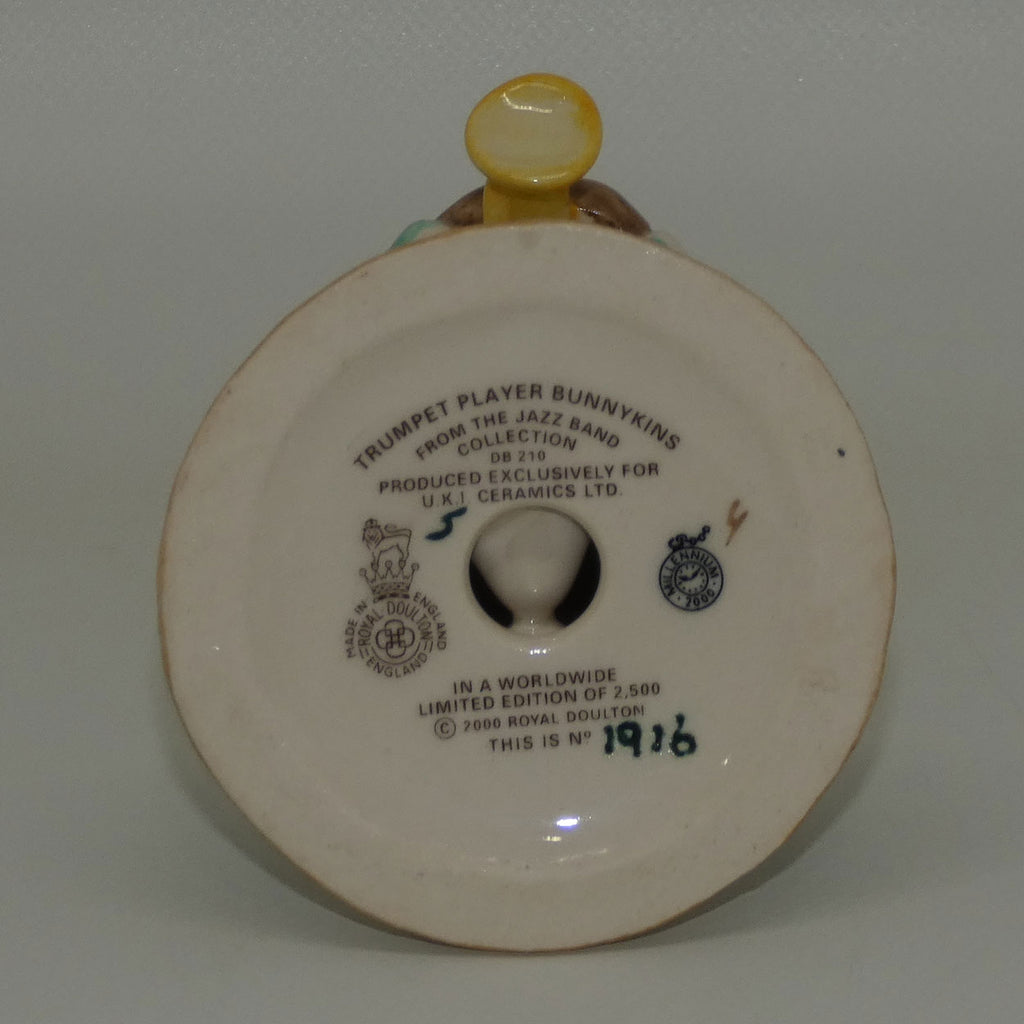 TRUMPET PLAYER BUNNYKINS
FROM THE JAZZ BAND
COLLECTION
DB 210
PRODUCED EXCLUSIVELY FOR
U.K.I. CERAMICS LTD.
5
4
MADE IN ENGLAND
ROYAL DOULTON
ENGLAND
MILLENNIUM
2000
IN A WORLDWIDE
LIMITED EDITION OF 2,500
© 2000 ROYAL DOULTON
THIS IS Nº 1916